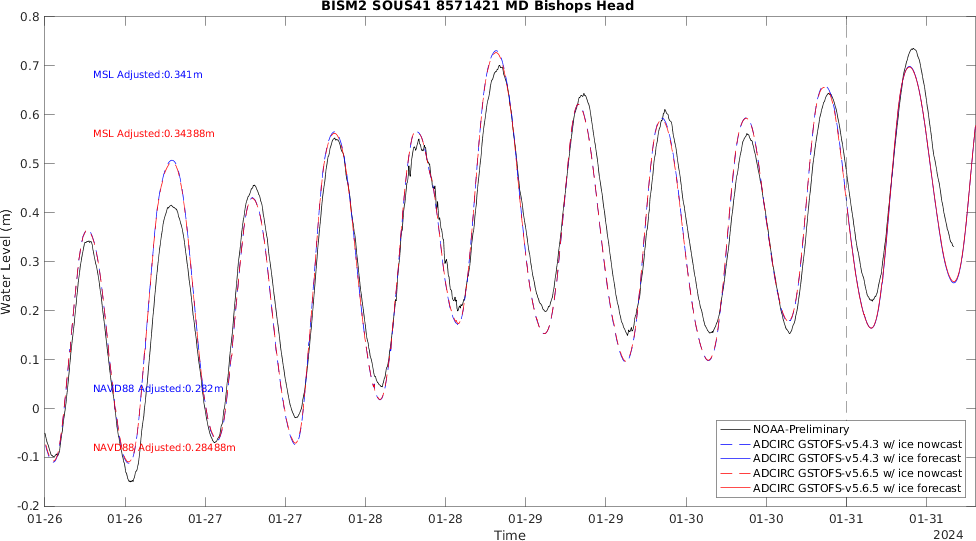 BISM2 SOUS41 8571421 MD Bishops Head
0.8
0.7
0.6
0.5
0.4
0.3
0.2
0.1
0
-0.1
-0.2
Water Level (m)
MSL Adjusted:0.341m
MSL Adjusted:0.34388m
NAVD88 Adjusted:0.282m
NAVD88 Adjusted:0.28488m
NOAA-Preliminary
ADCIRC GSTOFS-v5.4.3 w/ ice nowcast
ADCIRC GSTOFS-v5.4.3 w/ ice forecast
ADCIRC GSTOFS-v5.6.5 w/ ice nowcast
ADCIRC GSTOFS-v5.6.5 w/ ice forecast
01-26 01-26 01-27 01-27 01-28 01-28 01-29 01-29 01-30 01-30 01-31 01-31
Time
2024